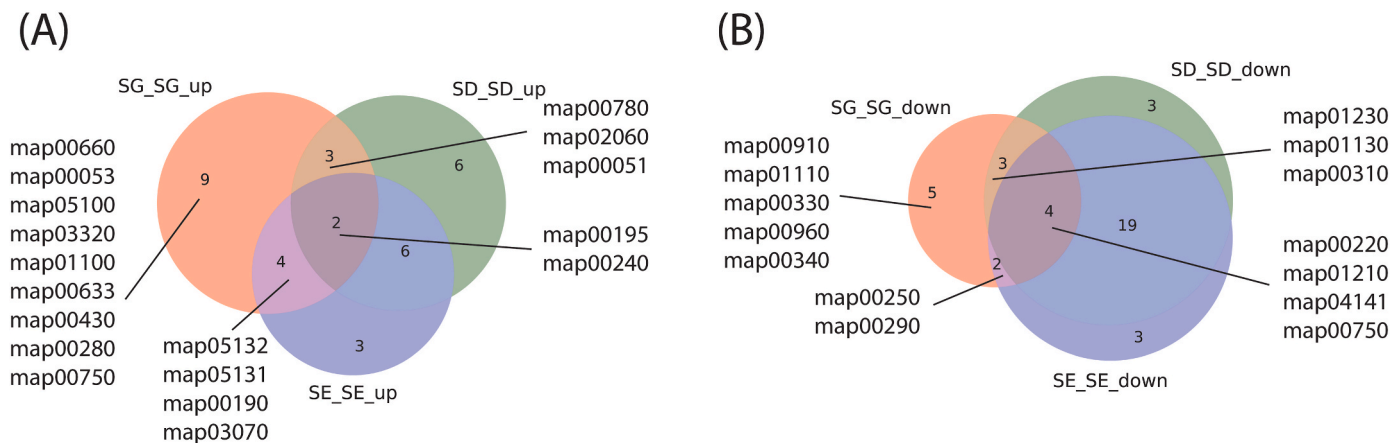 (A)
SG_SG_up
SD_SD_up
SE_SE_up
9
3
6
2
4
6
3
map00660
map00053
map05100
map03320
map01100
map00633
map00430
map00280
map00750
map05132
map05131
map00190
map03070
map00780
map02060
map00051
map00195
map00240
(B)
SG_SG_down
SD_SD_down
SE_SE_down
3
3
5
4
19
2
3
map00910
map01110
map00330
map00960
map00340
map00250
map00290
map01230
map01130
map00310
map00220
map01210
map04141
map00750